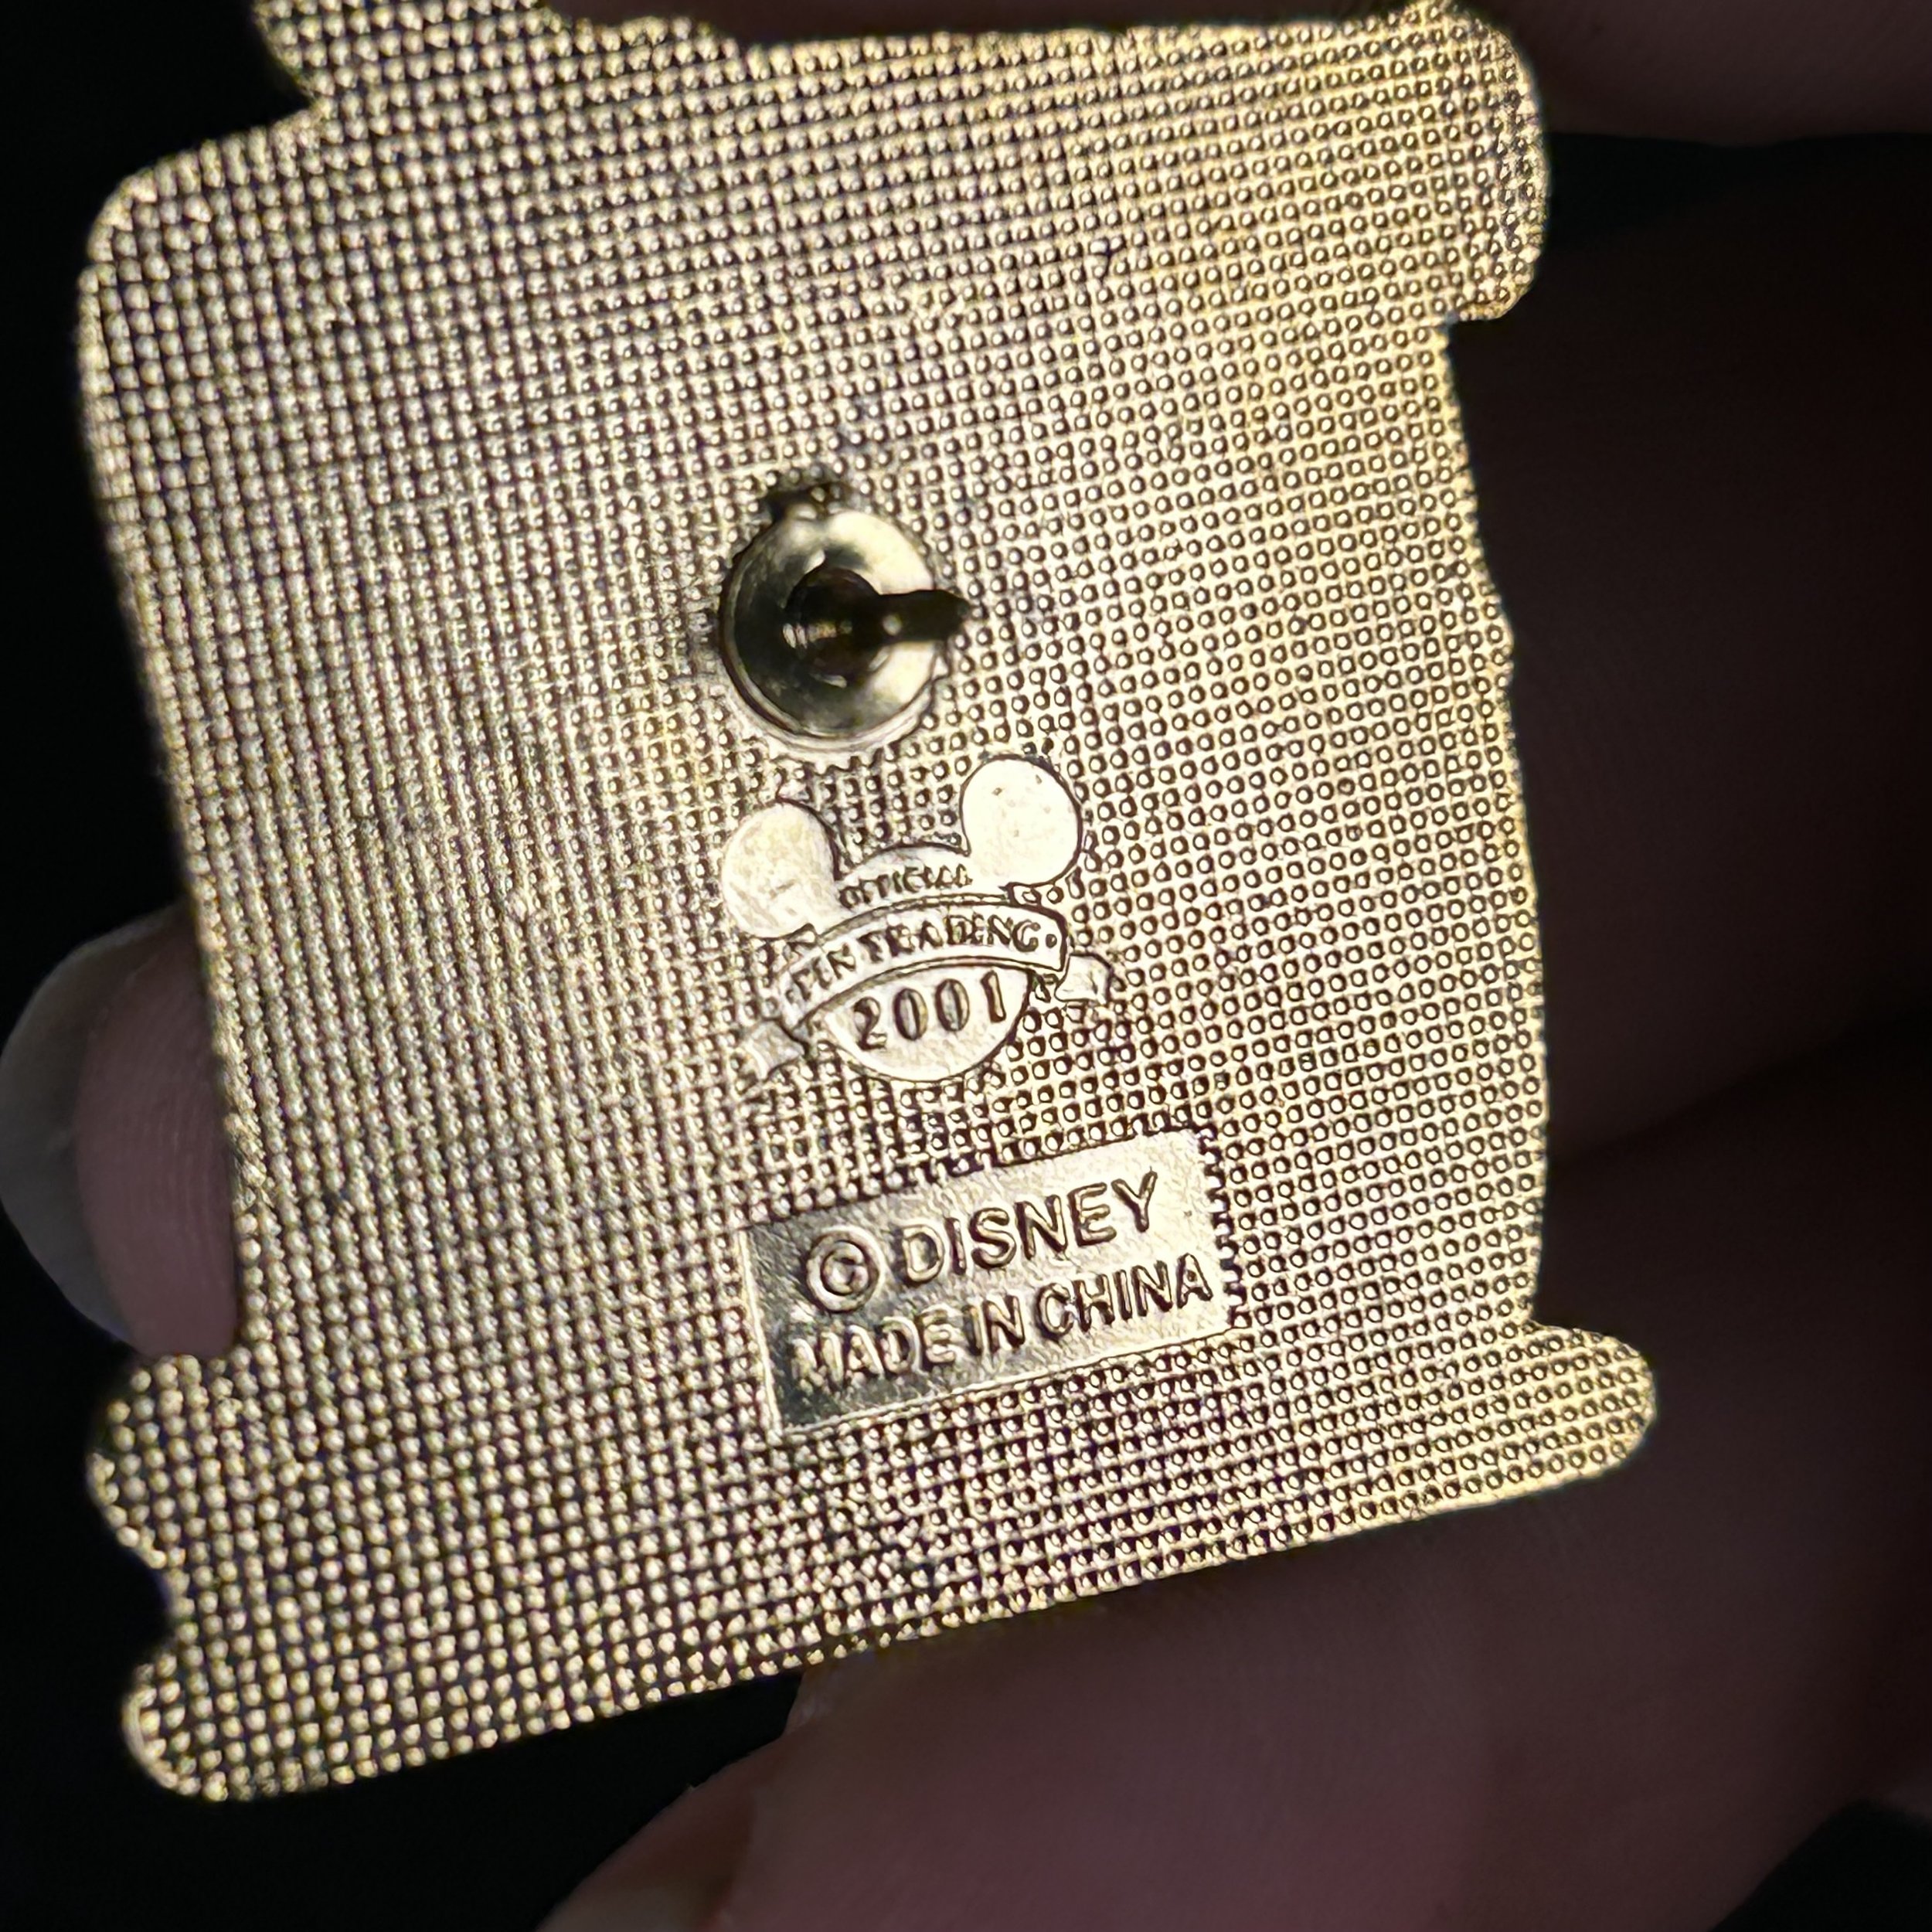 OFFICIAL
PIN TRADING
2001
© DISNEY
MADE IN CHINA